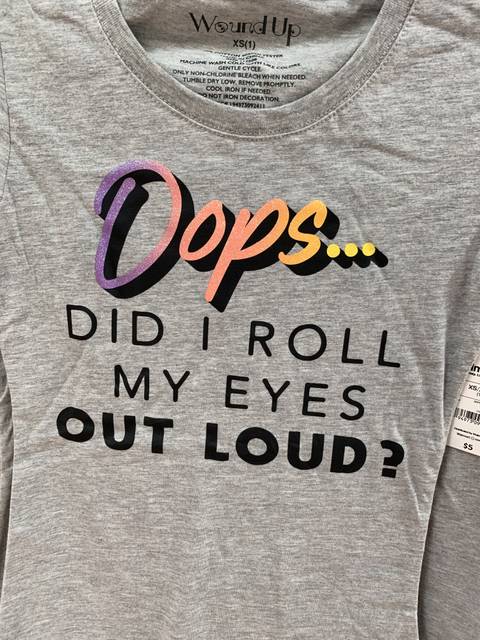 Wound Up
XS(1)
MACHINE WASH COLD WITH LIKE COLORS
GENTLE CYCLE
ONLY NON-CHLORINE BLEACH WHEN NEEDED.
TUMBLE DRY LOW. REMOVE PROMPTLY.
COOL IRON IF NEEDED
DO NOT IRON DECORATION.
Oops...
DID I ROLL
MY EYES
OUT LOUD?
XS
$5